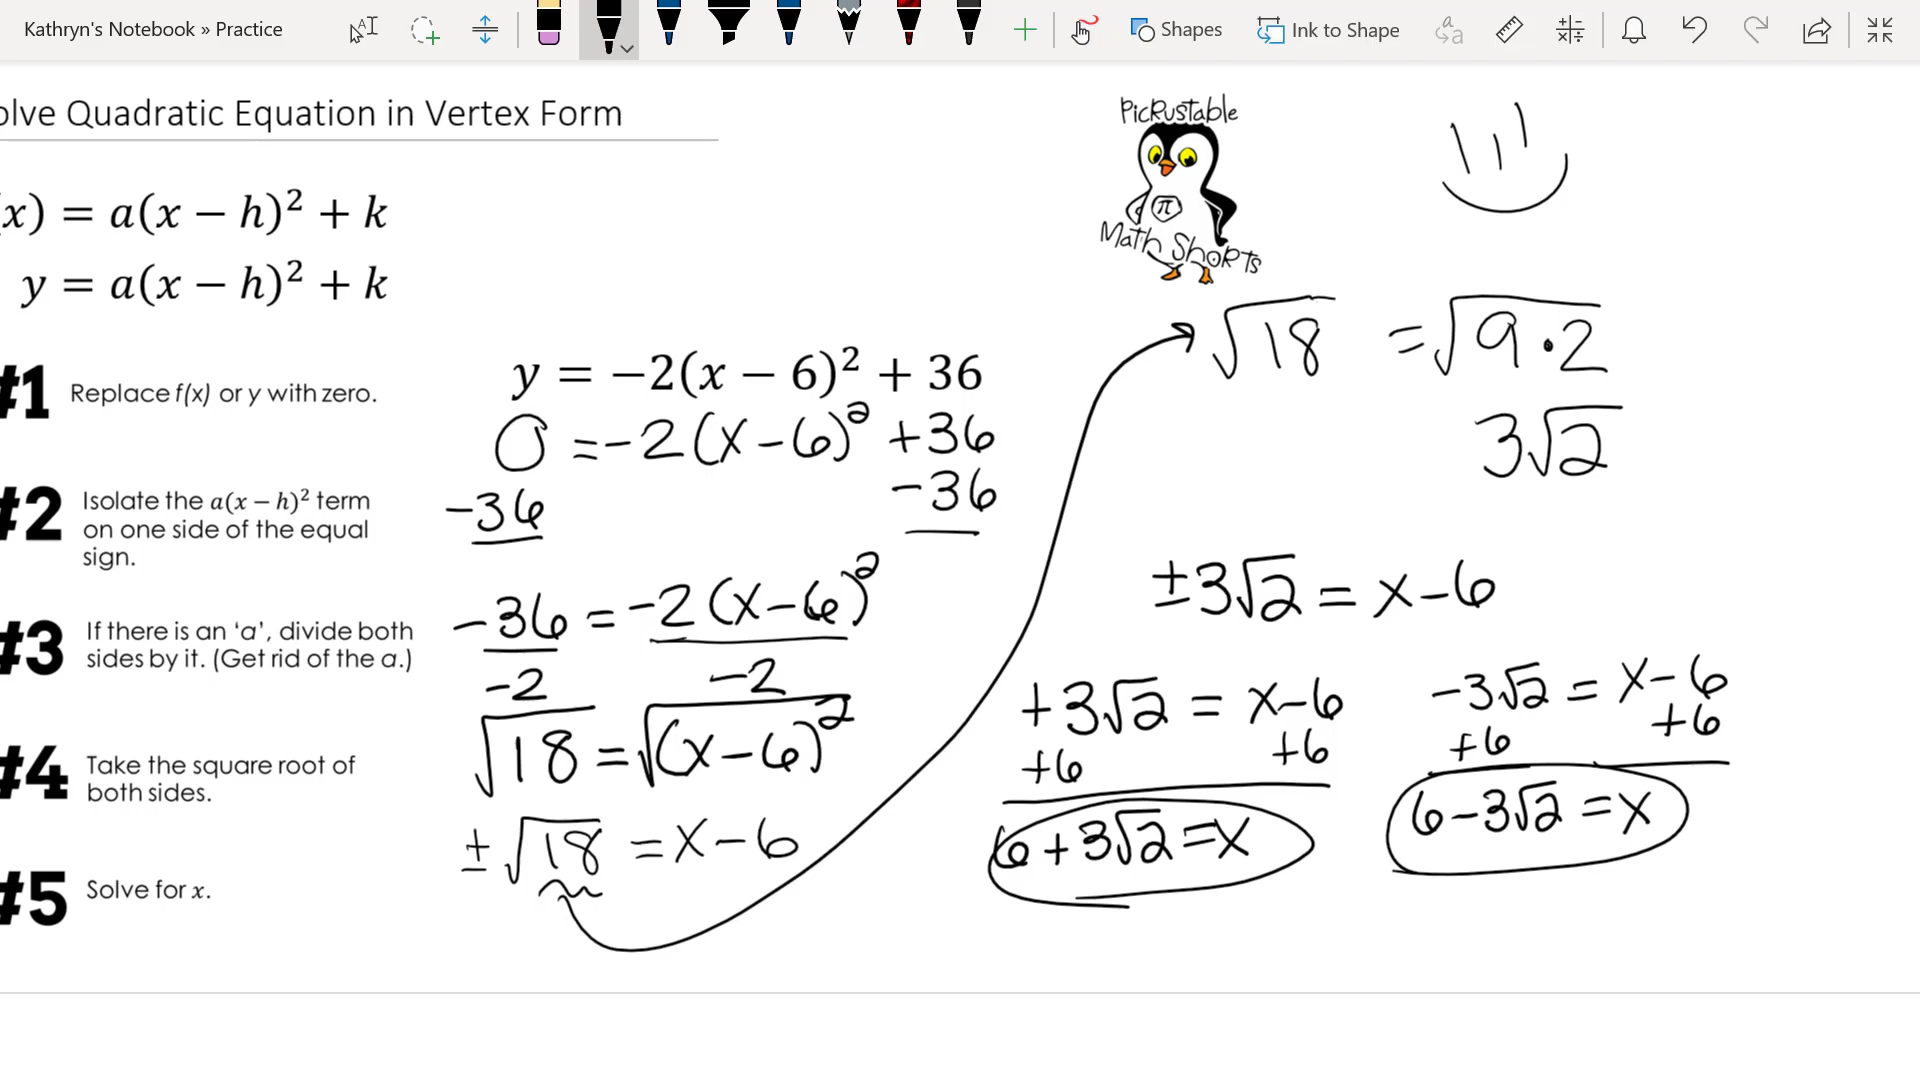 Kathryn's Notebook » Practice
Shapes
Ink to Shape
olve Quadratic Equation in Vertex Form
PicRustable
π
Math Shorts
x) = a(x − h)² + k
y = a(x − h)² + k
#1 Replace f(x) or y with zero.
#2 Isolate the a(x − h)² term
on one side of the equal
sign.
#3 If there is an 'a', divide both
sides by it. (Get rid of the a.)
#4 Take the square root of
both sides.
#5 Solve for x.
y = −2(x − 6)² + 36
0 = −2(x−6)² +36
−36 −36
−36 = −2(x−6)²
−2 −2
√18 = √(x−6)²
± √18 = x−6
√18 = √9·2
3√2
±3√2 = x−6
+3√2 = x−6
+6 +6
6+3√2=x
−3√2 = x−6
+6 +6
6−3√2=x